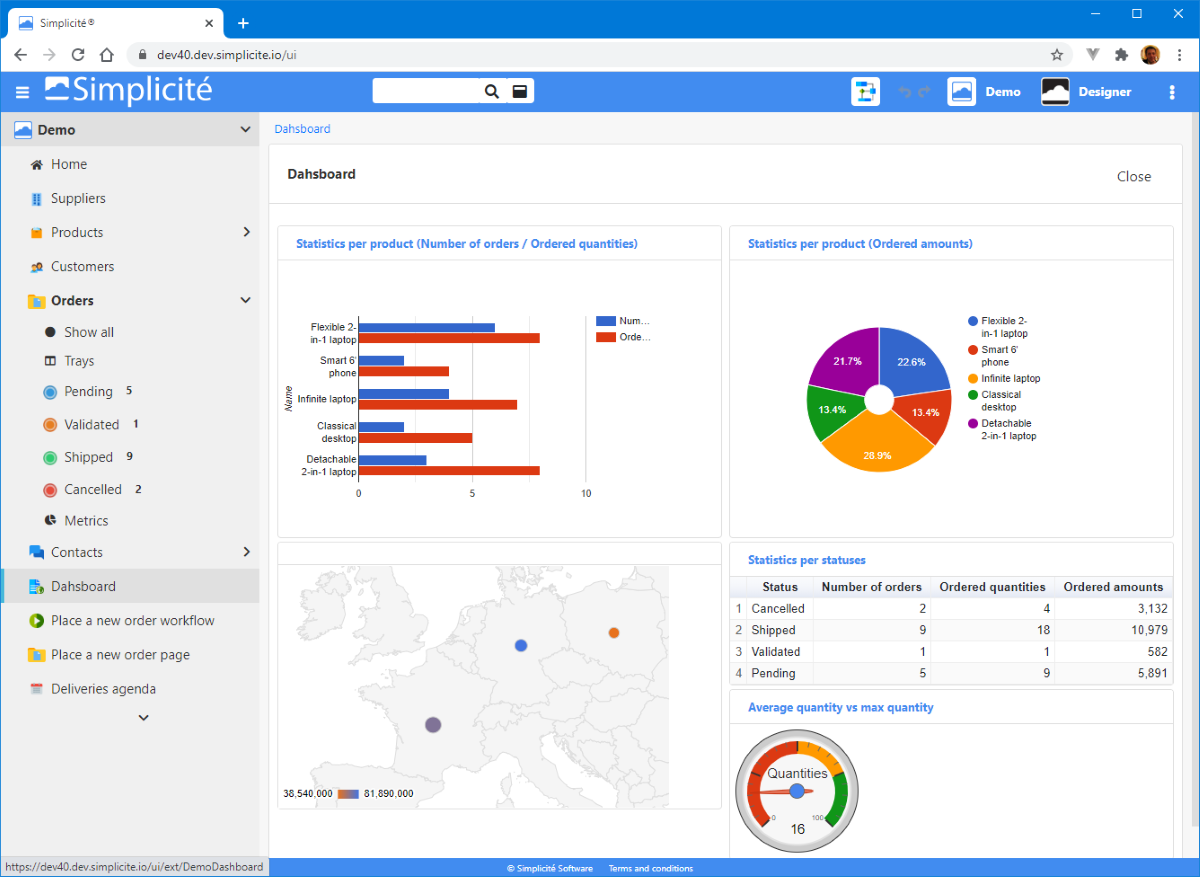 Simplicité®
dev40.dev.simplicite.io/ui
Simplicité
Demo
Designer
Demo
Home
Suppliers
Products
Customers
Orders
Show all
Trays
Pending 5
Validated 1
Shipped 9
Cancelled 2
Metrics
Contacts
Dahsboard
Place a new order workflow
Place a new order page
Deliveries agenda
https://dev40.dev.simplicite.io/ui/ext/DemoDashboard
Dahsboard
Dahsboard
Close
Statistics per product (Number of orders / Ordered quantities)
Name
Flexible 2-
in-1 laptop
Smart 6'
phone
Infinite laptop
Classical
desktop
Detachable
2-in-1 laptop
0 5 10
Num...
Orde...
Statistics per product (Ordered amounts)
21.7%
22.6%
13.4%
13.4%
28.9%
Flexible 2-
in-1 laptop
Smart 6'
phone
Infinite laptop
Classical
desktop
Detachable
2-in-1 laptop
38,540,000 81,890,000
Statistics per statuses
Status Number of orders Ordered quantities Ordered amounts
1 Cancelled 2 4 3,132
2 Shipped 9 18 10,979
3 Validated 1 1 582
4 Pending 5 9 5,891
Average quantity vs max quantity
Quantities
0 100
16
© Simplicité Software Terms and conditions